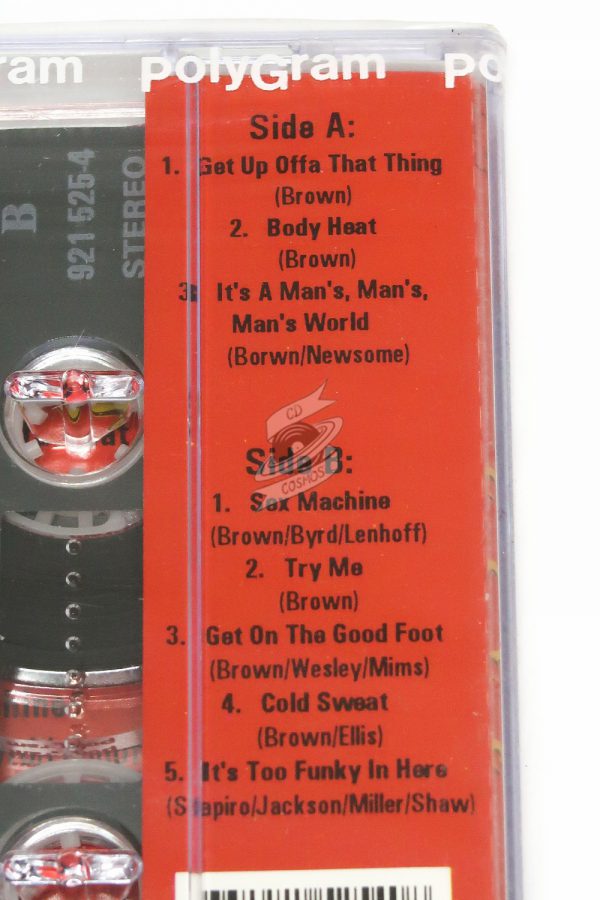 ram PolyGram Po
Side A:
1. Get Up Offa That Thing
(Brown)
2. Body Heat
(Brown)
3. It's A Man's, Man's,
Man's World
(Borwn/Newsome)
Side B:
1. Sex Machine
(Brown/Byrd/Lenhoff)
2. Try Me
(Brown)
3. Get On The Good Foot
(Brown/Wesley/Mims)
4. Cold Sweat
(Brown/Ellis)
5. It's Too Funky In Here
(Shapiro/Jackson/Miller/Shaw)
B
921 525-4
STEREO
CD
COSMOS